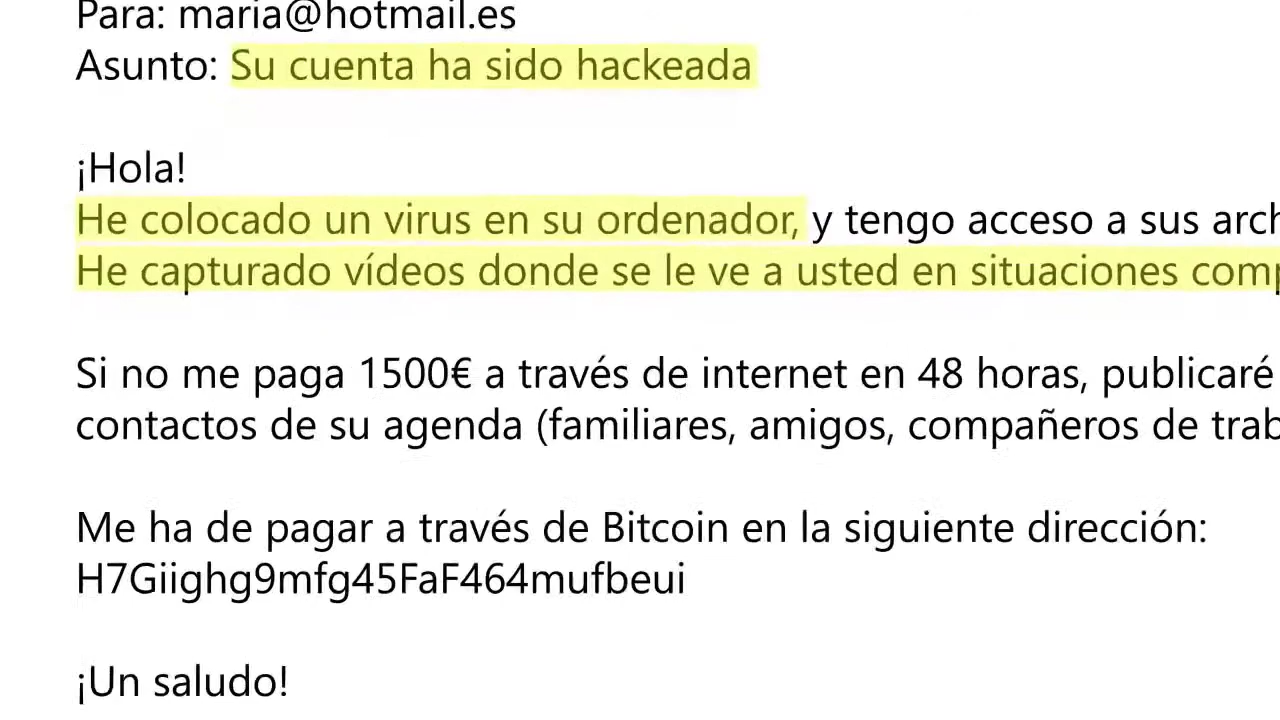 Para: maria@hotmail.es
Asunto: Su cuenta ha sido hackeada
¡Hola!
He colocado un virus en su ordenador, y tengo acceso a sus
He capturado vídeos donde se le ve a usted en situaciones
Si no me paga 1500€ a través de internet en 48 horas, publicaré
contactos de su agenda (familiares, amigos, compañeros de
Me ha de pagar a través de Bitcoin en la siguiente dirección:
H7Giighg9mfg45FaF464mufbeui
¡Un saludo!